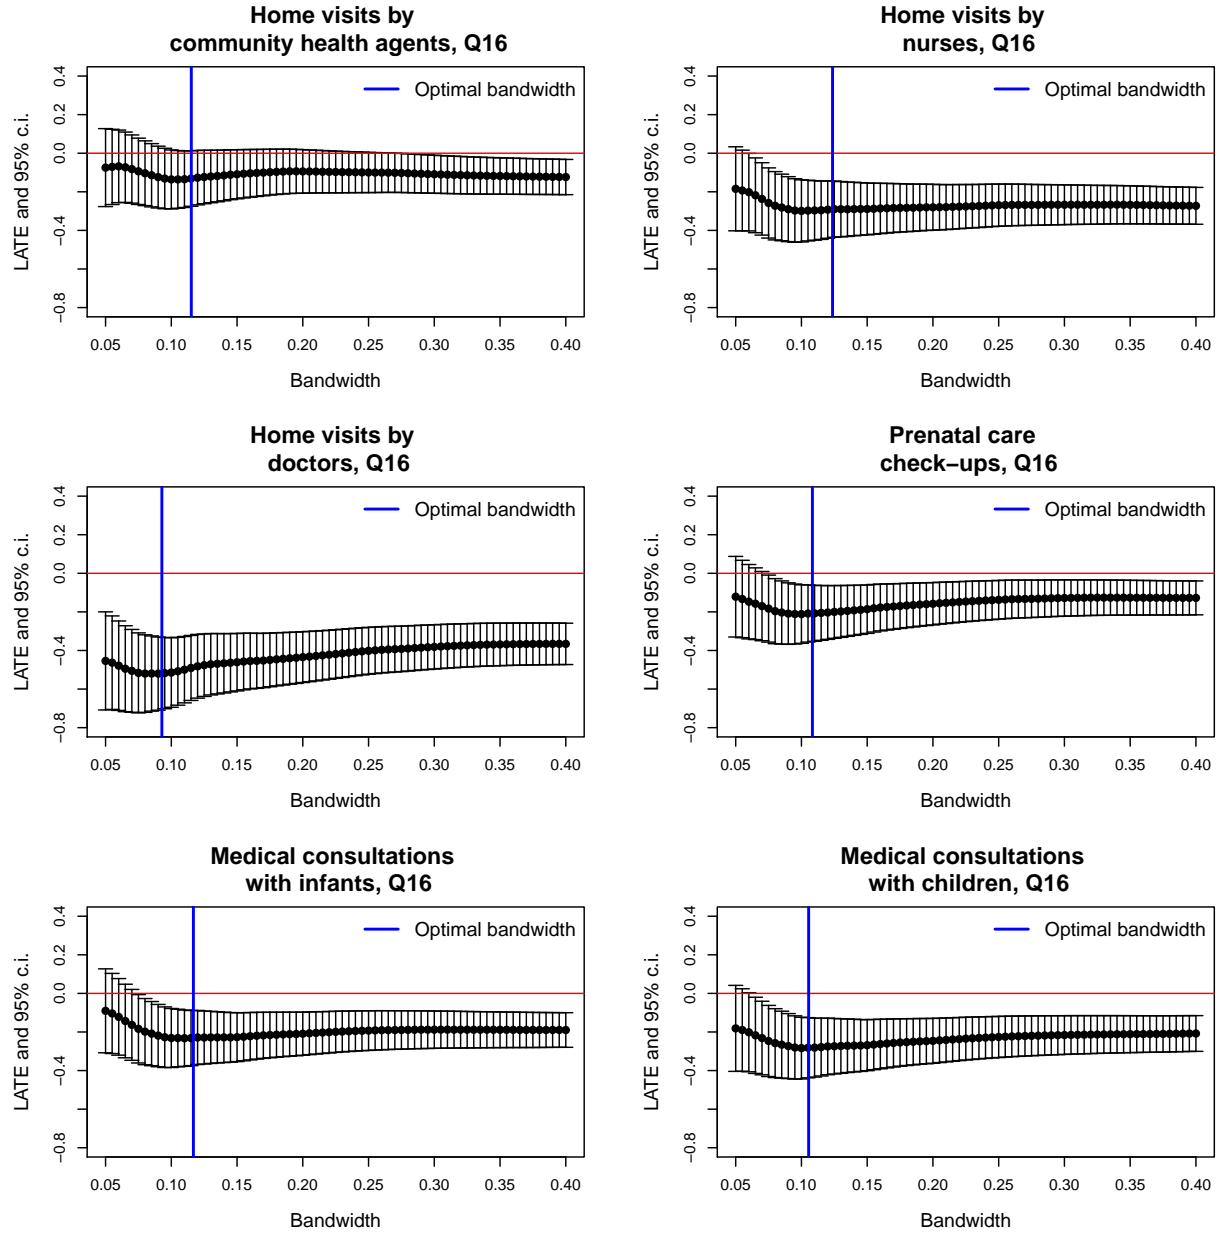 Home visits by
community health agents, Q16
LATE and 95% c.i.
0.4
0.2
0.0
−0.4
−0.8
Optimal bandwidth
0.05 0.10 0.15 0.20 0.25 0.30 0.35 0.40
Bandwidth
Home visits by
nurses, Q16
LATE and 95% c.i.
0.4
0.2
0.0
−0.4
−0.8
Optimal bandwidth
0.05 0.10 0.15 0.20 0.25 0.30 0.35 0.40
Bandwidth
Home visits by
doctors, Q16
LATE and 95% c.i.
0.4
0.2
0.0
−0.4
−0.8
Optimal bandwidth
0.05 0.10 0.15 0.20 0.25 0.30 0.35 0.40
Bandwidth
Prenatal care
check−ups, Q16
LATE and 95% c.i.
0.4
0.2
0.0
−0.4
−0.8
Optimal bandwidth
0.05 0.10 0.15 0.20 0.25 0.30 0.35 0.40
Bandwidth
Medical consultations
with infants, Q16
LATE and 95% c.i.
0.4
0.2
0.0
−0.4
−0.8
Optimal bandwidth
0.05 0.10 0.15 0.20 0.25 0.30 0.35 0.40
Bandwidth
Medical consultations
with children, Q16
LATE and 95% c.i.
0.4
0.2
0.0
−0.4
−0.8
Optimal bandwidth
0.05 0.10 0.15 0.20 0.25 0.30 0.35 0.40
Bandwidth